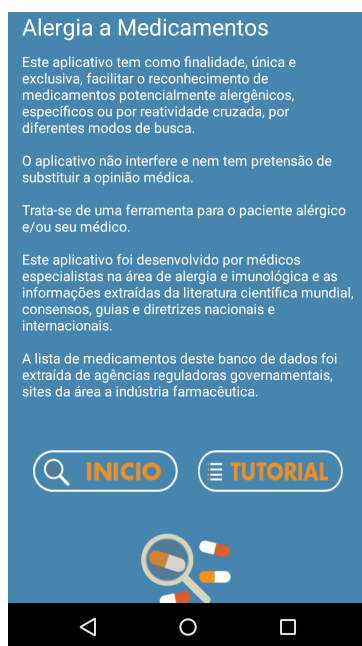 Alergia a Medicamentos
Este aplicativo tem como finalidade, única e
exclusiva, facilitar o reconhecimento de
medicamentos potencialmente alergênicos,
específicos ou por reatividade cruzada, por
diferentes modos de busca.
O aplicativo não interfere e nem tem pretensão de
substituir a opinião médica.
Trata-se de uma ferramenta para o paciente alérgico
e/ou seu médico.
Este aplicativo foi desenvolvido por médicos
especialistas na área de alergia e imunológica e as
informações extraídas da literatura científica mundial,
consensos, guias e diretrizes nacionais e
internacionais.
A lista de medicamentos deste banco de dados foi
extraída de agências reguladoras governamentais,
sites da área a indústria farmacêutica.
INICIO
TUTORIAL